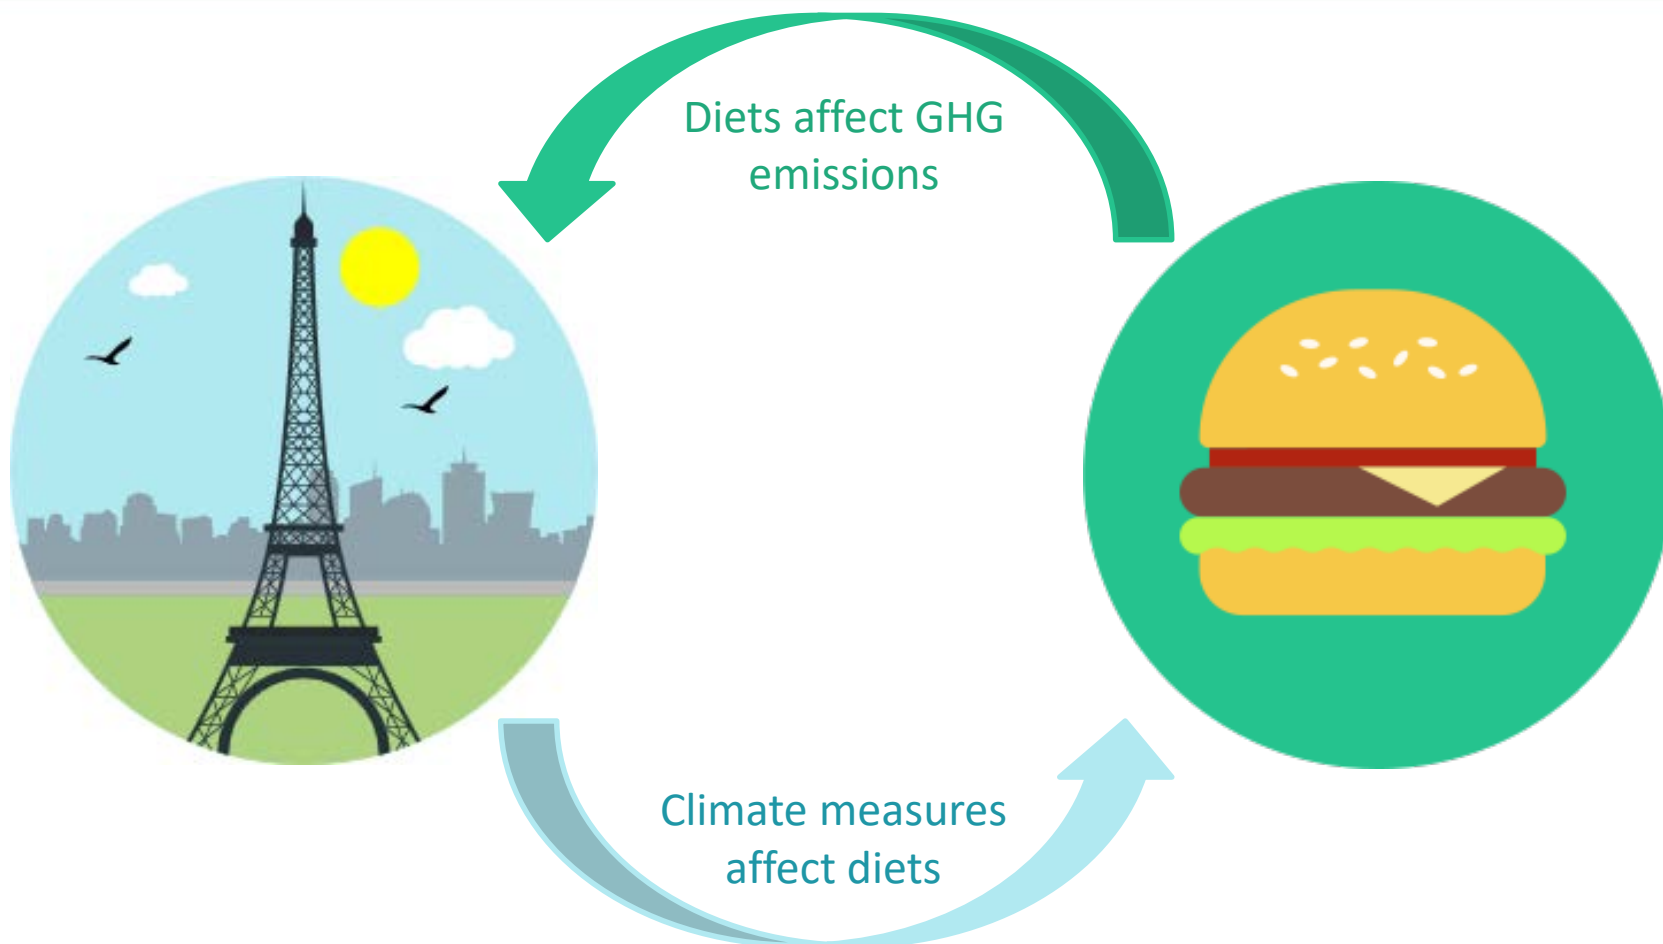 Diets affect GHG
emissions
Climate measures
affect diets